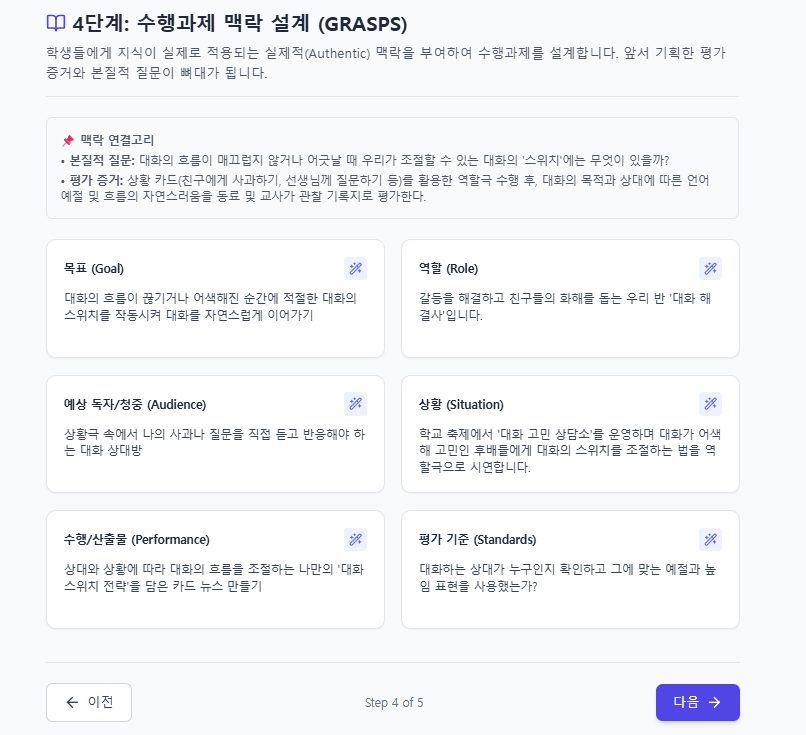 4단계: 수행과제 맥락 설계 (GRASPS)
학생들에게 지식이 실제로 적용되는 실제적(Authentic) 맥락을 부여하여 수행과제를 설계합니다. 앞서 기획한 평가
증거와 본질적 질문이 뼈대가 됩니다.
맥락 연결고리
• 본질적 질문: 대화의 흐름이 매끄럽지 않거나 어긋날 때 우리가 조절할 수 있는 대화의 '스위치'에는 무엇이 있을까?
• 평가 증거: 상황 카드(친구에게 사과하기, 선생님께 질문하기 등)를 활용한 역할극 수행 후, 대화의 목적과 상대에 따른 언어
예절 및 흐름의 자연스러움을 동료 및 교사가 관찰 기록지로 평가한다.
목표 (Goal)
대화의 흐름이 끊기거나 어색해진 순간에 적절한 대화의
스위치를 작동시켜 대화를 자연스럽게 이어가기
역할 (Role)
갈등을 해결하고 친구들의 화해를 돕는 우리 반 '대화 해
결사'입니다.
예상 독자/청중 (Audience)
상황극 속에서 나의 사과나 질문을 직접 듣고 반응해야 하
는 대화 상대방
상황 (Situation)
학교 축제에서 '대화 고민 상담소'를 운영하며 대화가 어색
해 고민인 후배들에게 대화의 스위치를 조절하는 법을 역
할극으로 시연합니다.
수행/산출물 (Performance)
상대와 상황에 따라 대화의 흐름을 조절하는 나만의 '대화
스위치 전략'을 담은 카드 뉴스 만들기
평가 기준 (Standards)
대화하는 상대가 누구인지 확인하고 그에 맞는 예절과 높
임 표현을 사용했는가?
← 이전
Step 4 of 5
다음 →